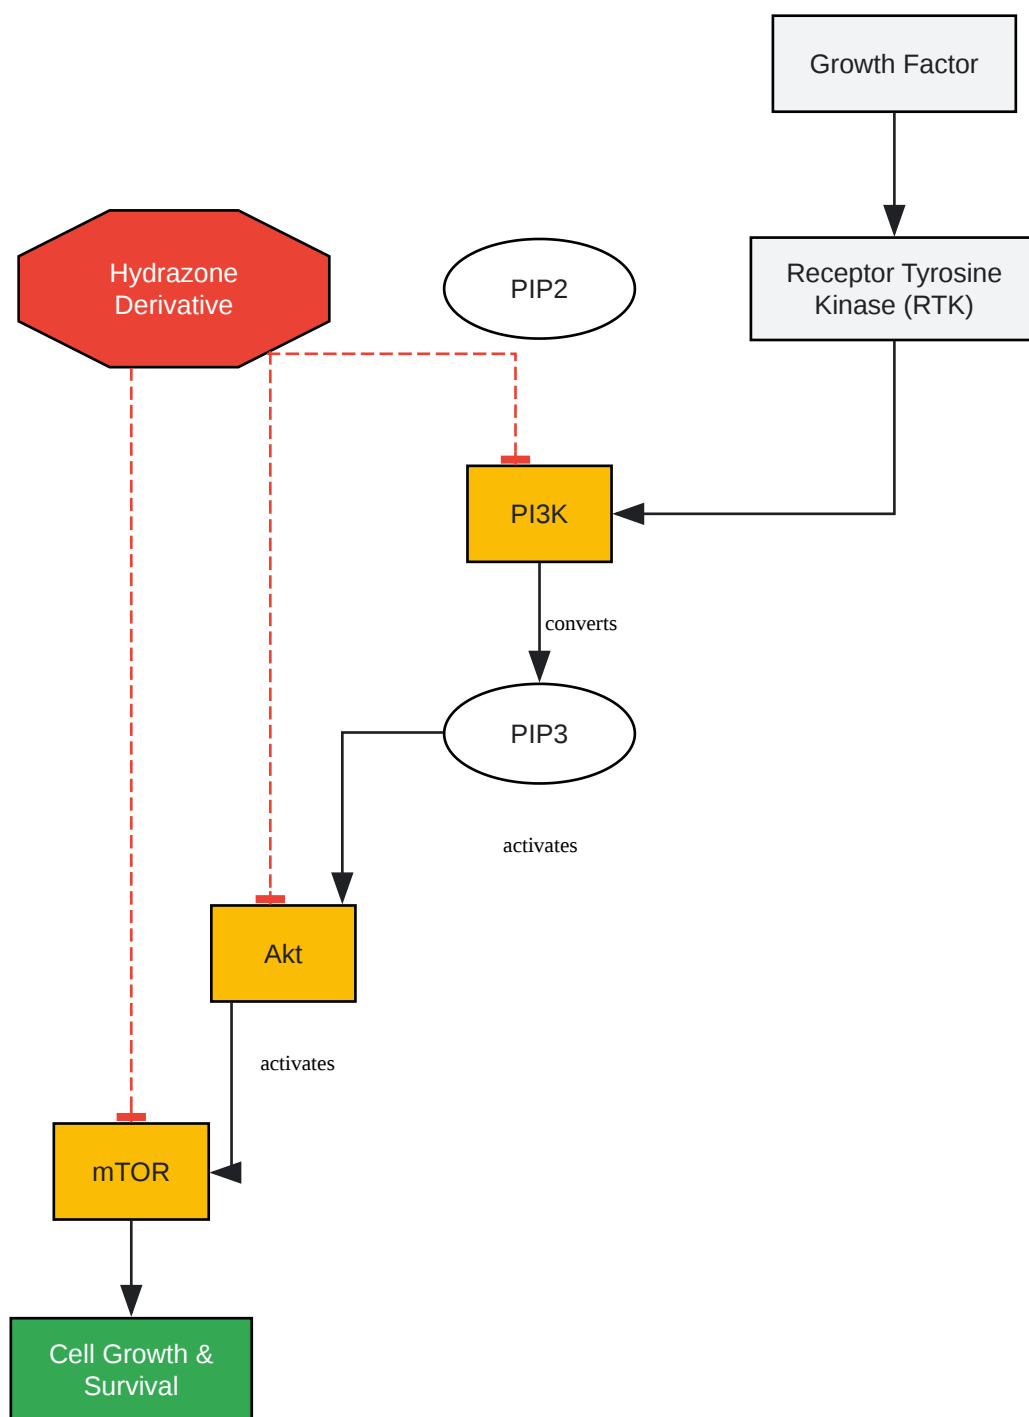 Growth Factor
Hydrazone
Derivative
PIP2
Receptor Tyrosine
Kinase (RTK)
PI3K
converts
PIP3
activates
Akt
activates
mTOR
Cell Growth &
Survival